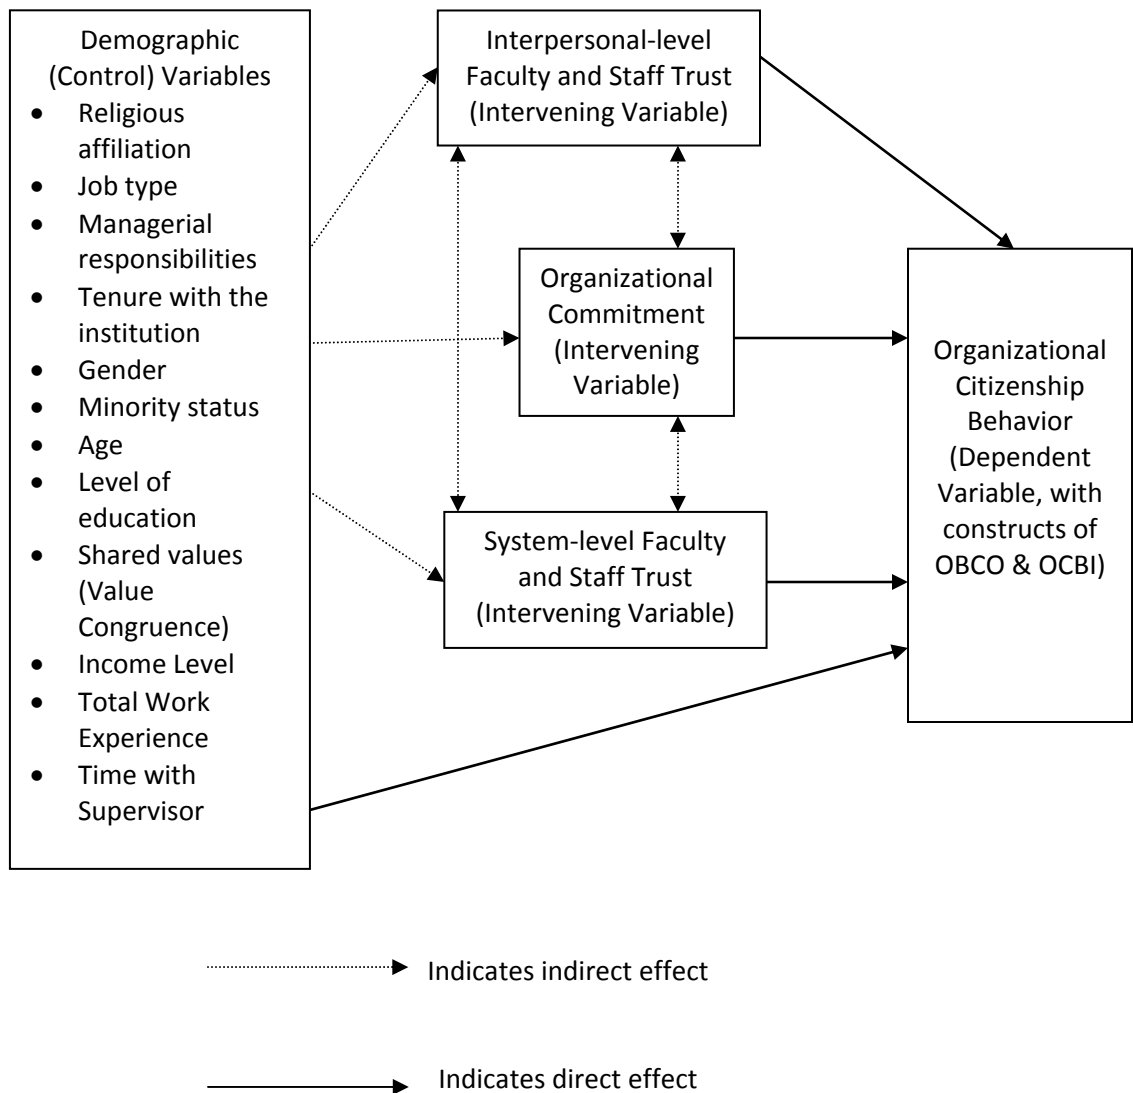 Demographic
(Control) Variables
• Religious
affiliation
• Job type
• Managerial
responsibilities
• Tenure with the
institution
• Gender
• Minority status
• Age
• Level of
education
• Shared values
(Value
Congruence)
• Income Level
• Total Work
Experience
• Time with
Supervisor
Interpersonal-level
Faculty and Staff Trust
(Intervening Variable)
Organizational
Commitment
(Intervening
Variable)
System-level Faculty
and Staff Trust
(Intervening Variable)
Organizational
Citizenship
Behavior
(Dependent
Variable, with
constructs of
OBCO & OCBI)
Indicates indirect effect
Indicates direct effect